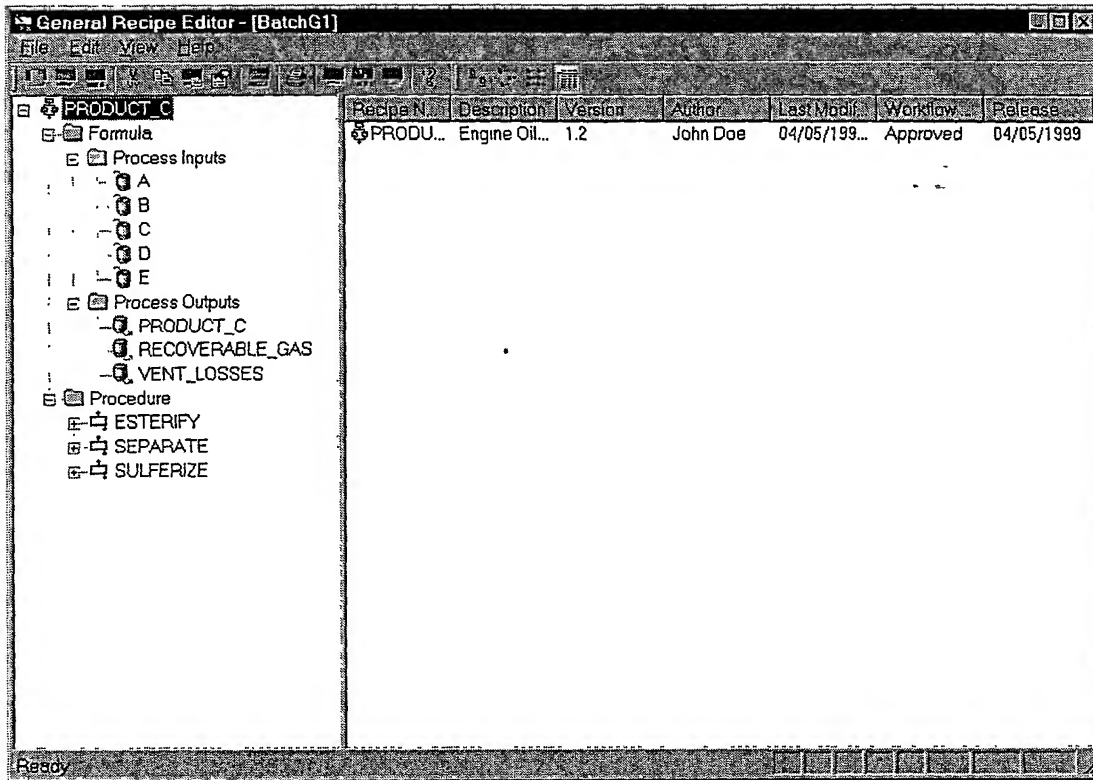 General Recipe Editor - [BatchG1]
File Edit View Help
PRODUCT_C
Formula
Process Inputs
A
B
C
D
E
Process Outputs
PRODUCT_C
RECOVERABLE_GAS
VENT_LOSSES
Procedure
ESTERIFY
SEPARATE
SULFERIZE
Recipe N... Description Version Author Last Modif... Workflow... Release...
PRODU... Engine Oil... 1.2 John Doe 04/05/199... Approved 04/05/1999
Ready